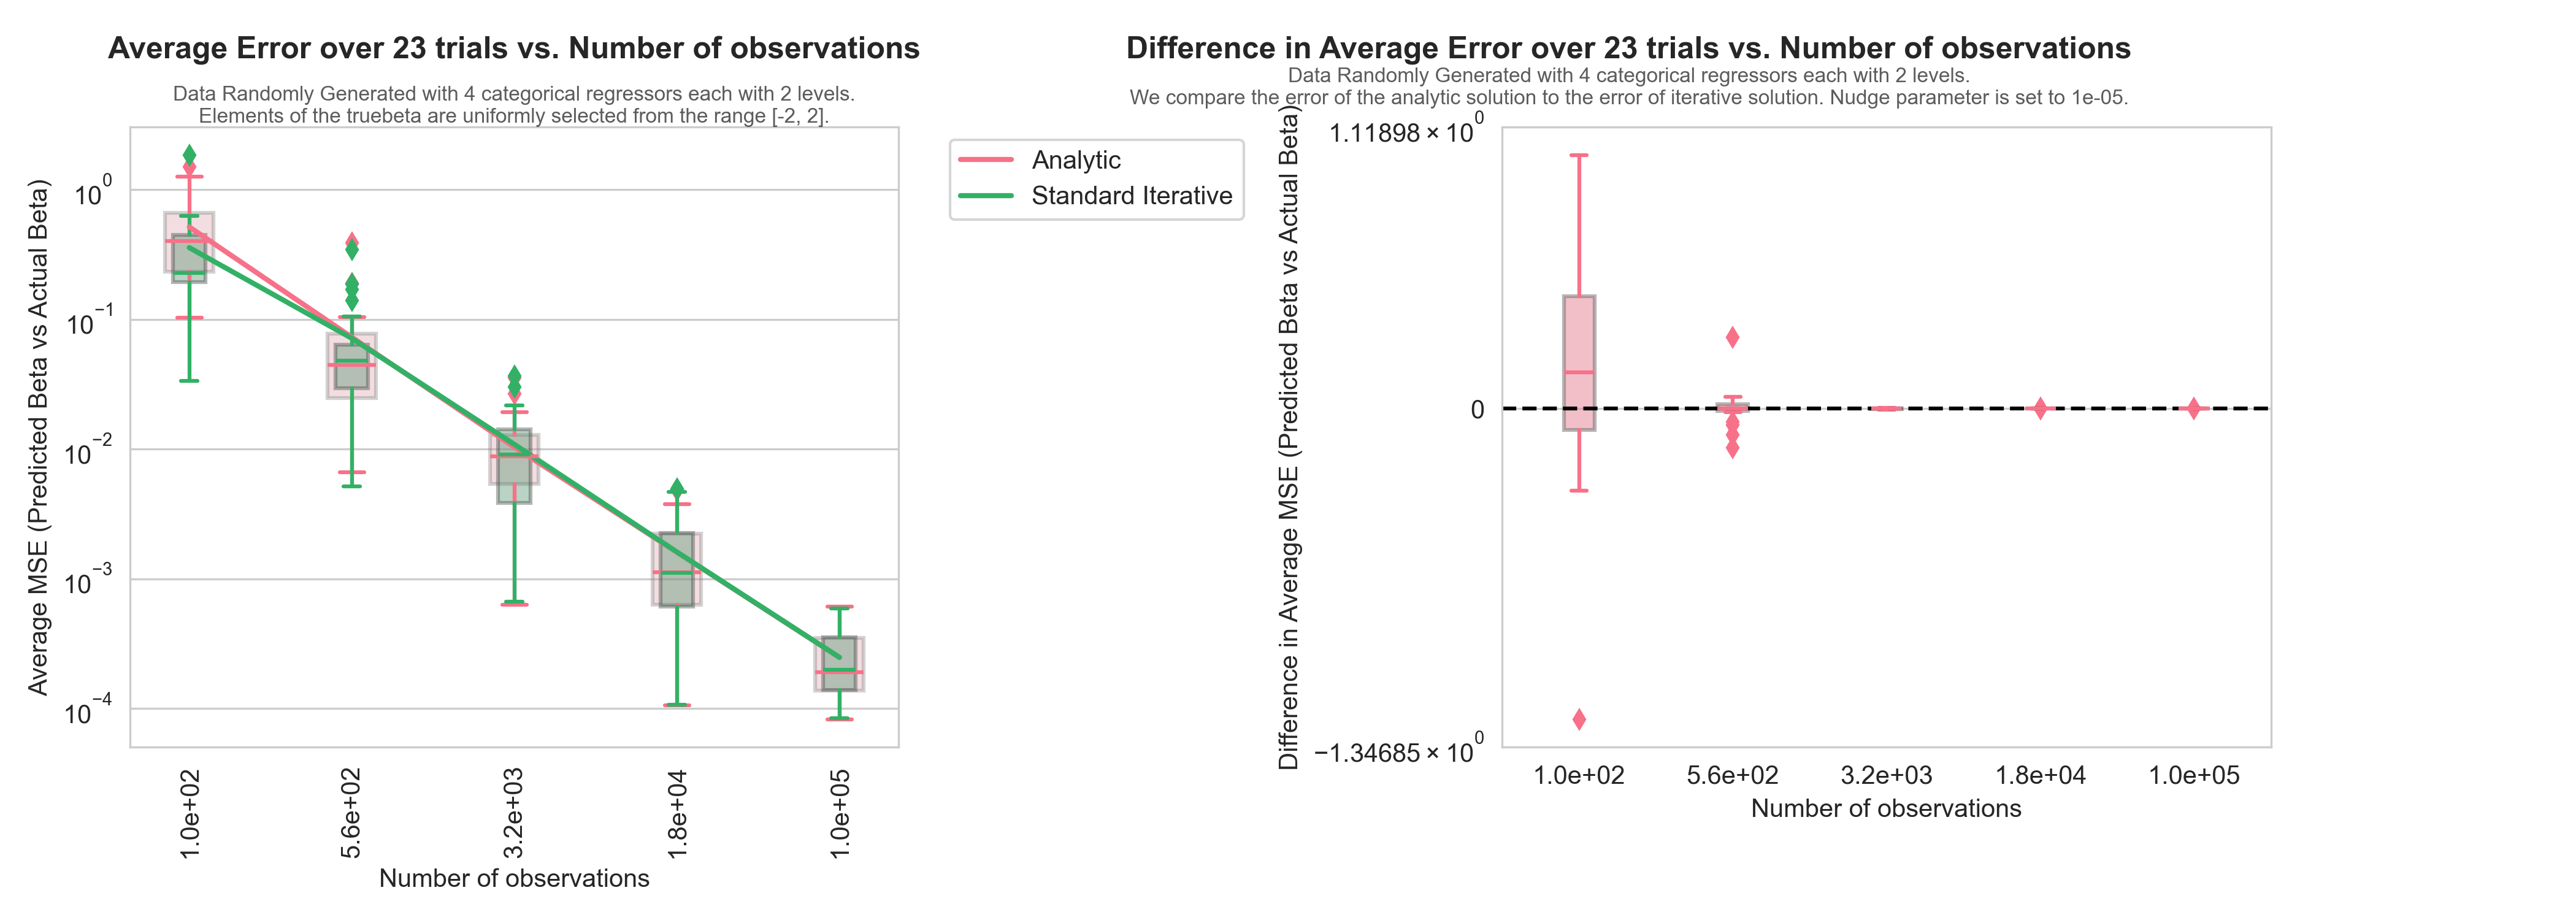 Average Error over 23 trials vs. Number of observations
Data Randomly Generated with 4 categorical regressors each with 2 levels.
Elements of the truebeta are uniformly selected from the range [-2, 2].
Average MSE (Predicted Beta vs Actual Beta)
10⁰
10⁻¹
10⁻²
10⁻³
10⁻⁴
1.0e+02
5.6e+02
3.2e+03
1.8e+04
1.0e+05
Number of observations
Analytic
Standard Iterative
Difference in Average Error over 23 trials vs. Number of observations
Data Randomly Generated with 4 categorical regressors each with 2 levels.
We compare the error of the analytic solution to the error of iterative solution. Nudge parameter is set to 1e-05.
Difference in Average MSE (Predicted Beta vs Actual Beta)
1.11898 × 10⁰
0
−1.34685 × 10⁰
1.0e+02
5.6e+02
3.2e+03
1.8e+04
1.0e+05
Number of observations